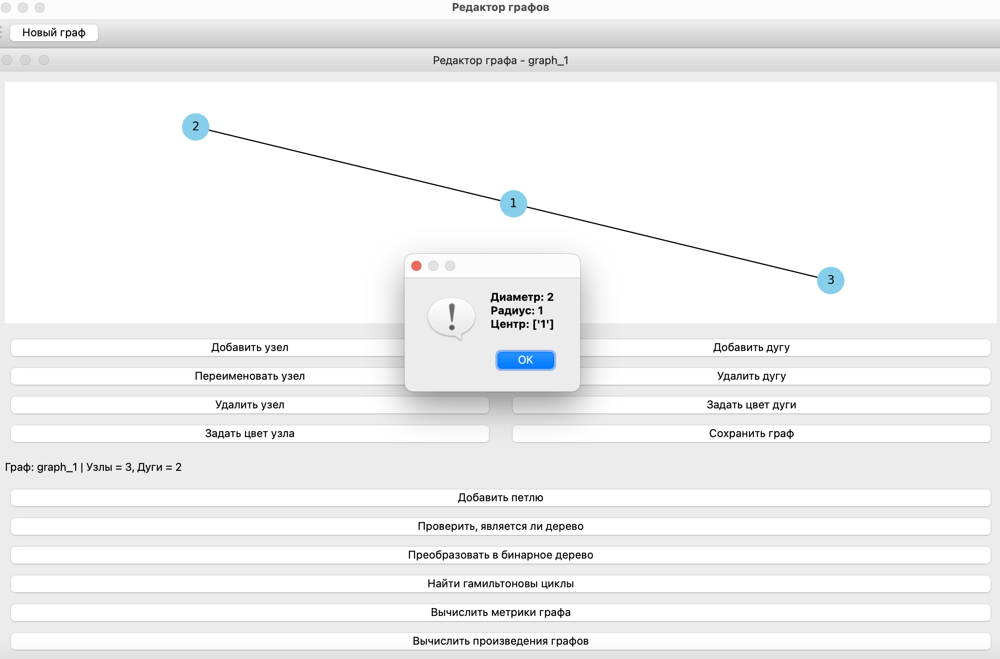 Редактор графов
Новый граф
Редактор графа - graph_1
2
1
3
Диаметр: 2
Радиус: 1
Центр: ['1']
OK
Добавить узел
Добавить дугу
Переименовать узел
Удалить дугу
Удалить узел
Задать цвет дуги
Задать цвет узла
Сохранить граф
Граф: graph_1 | Узлы = 3, Дуги = 2
Добавить петлю
Проверить, является ли дерево
Преобразовать в бинарное дерево
Найти гамильтоновы циклы
Вычислить метрики графа
Вычислить произведения графов